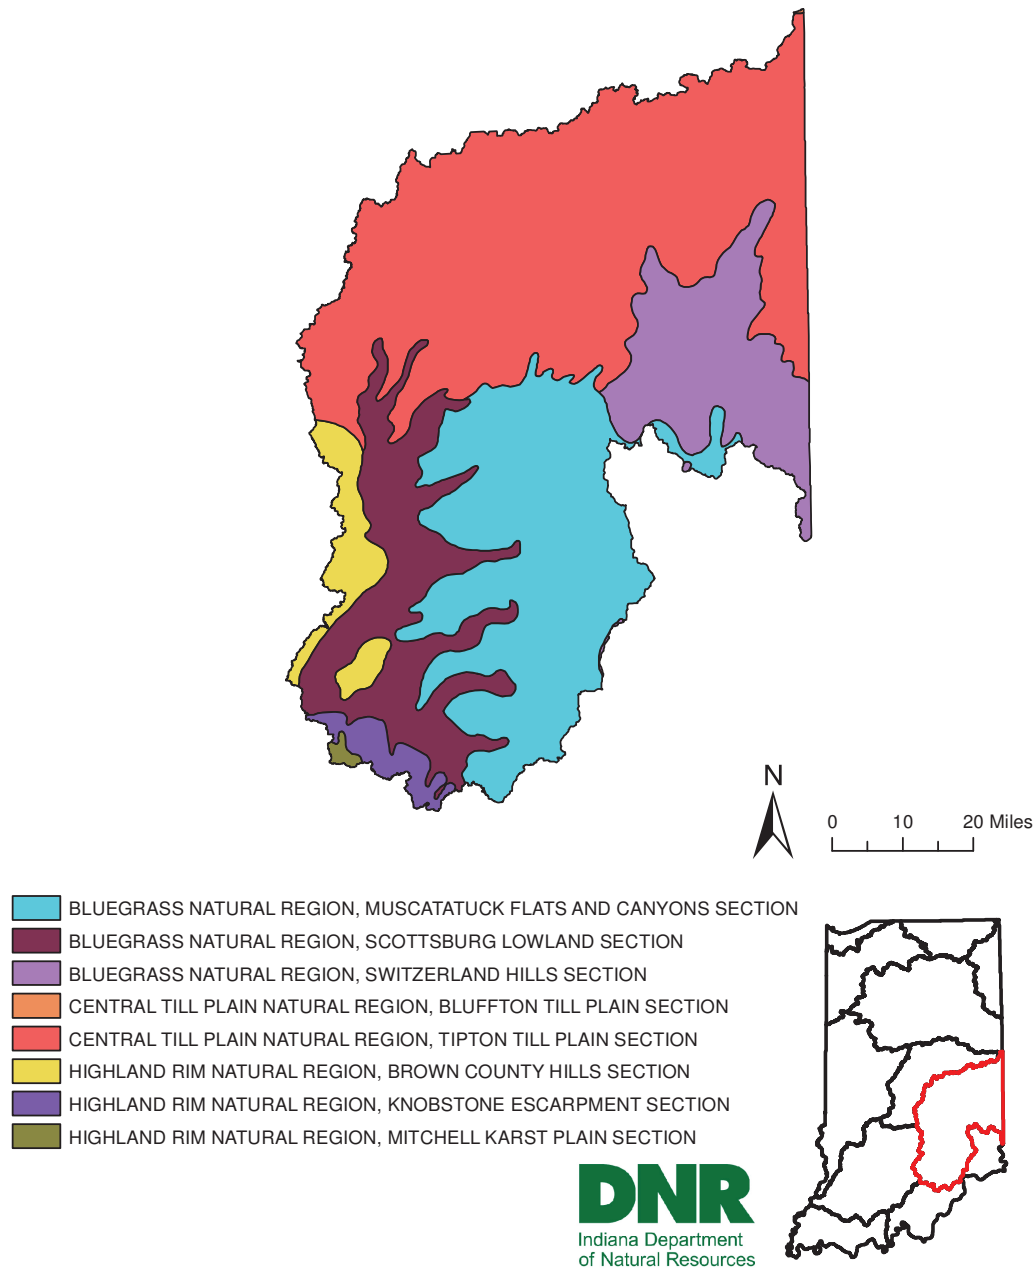 N
0 10 20 Miles
BLUEGRASS NATURAL REGION, MUSCATATUCK FLATS AND CANYONS SECTION
BLUEGRASS NATURAL REGION, SCOTTSBURG LOWLAND SECTION
BLUEGRASS NATURAL REGION, SWITZERLAND HILLS SECTION
CENTRAL TILL PLAIN NATURAL REGION, BLUFFTON TILL PLAIN SECTION
CENTRAL TILL PLAIN NATURAL REGION, TIPTON TILL PLAIN SECTION
HIGHLAND RIM NATURAL REGION, BROWN COUNTY HILLS SECTION
HIGHLAND RIM NATURAL REGION, KNOBSTONE ESCARPMENT SECTION
HIGHLAND RIM NATURAL REGION, MITCHELL KARST PLAIN SECTION
DNR
Indiana Department
of Natural Resources